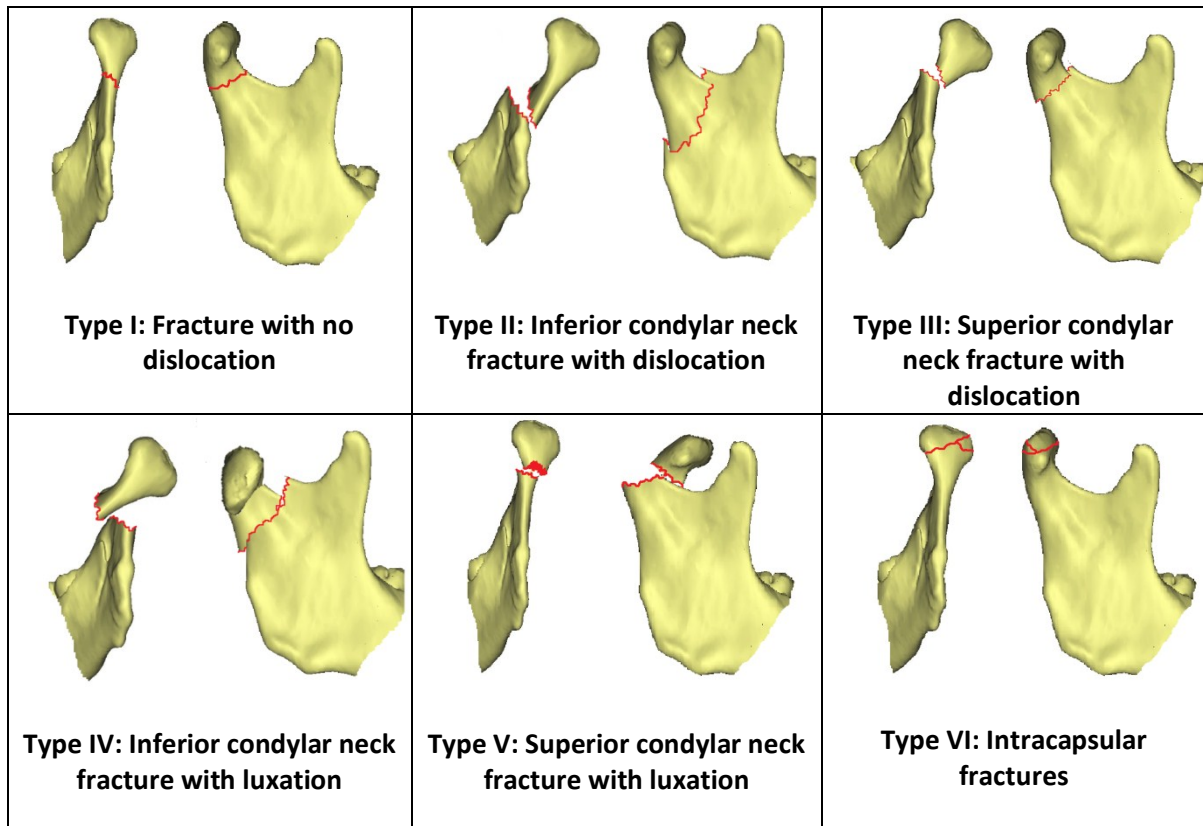 Type I: Fracture with no
dislocation
Type II: Inferior condylar neck
fracture with dislocation
Type III: Superior condylar
neck fracture with
dislocation
Type IV: Inferior condylar neck
fracture with luxation
Type V: Superior condylar neck
fracture with luxation
Type VI: Intracapsular
fractures